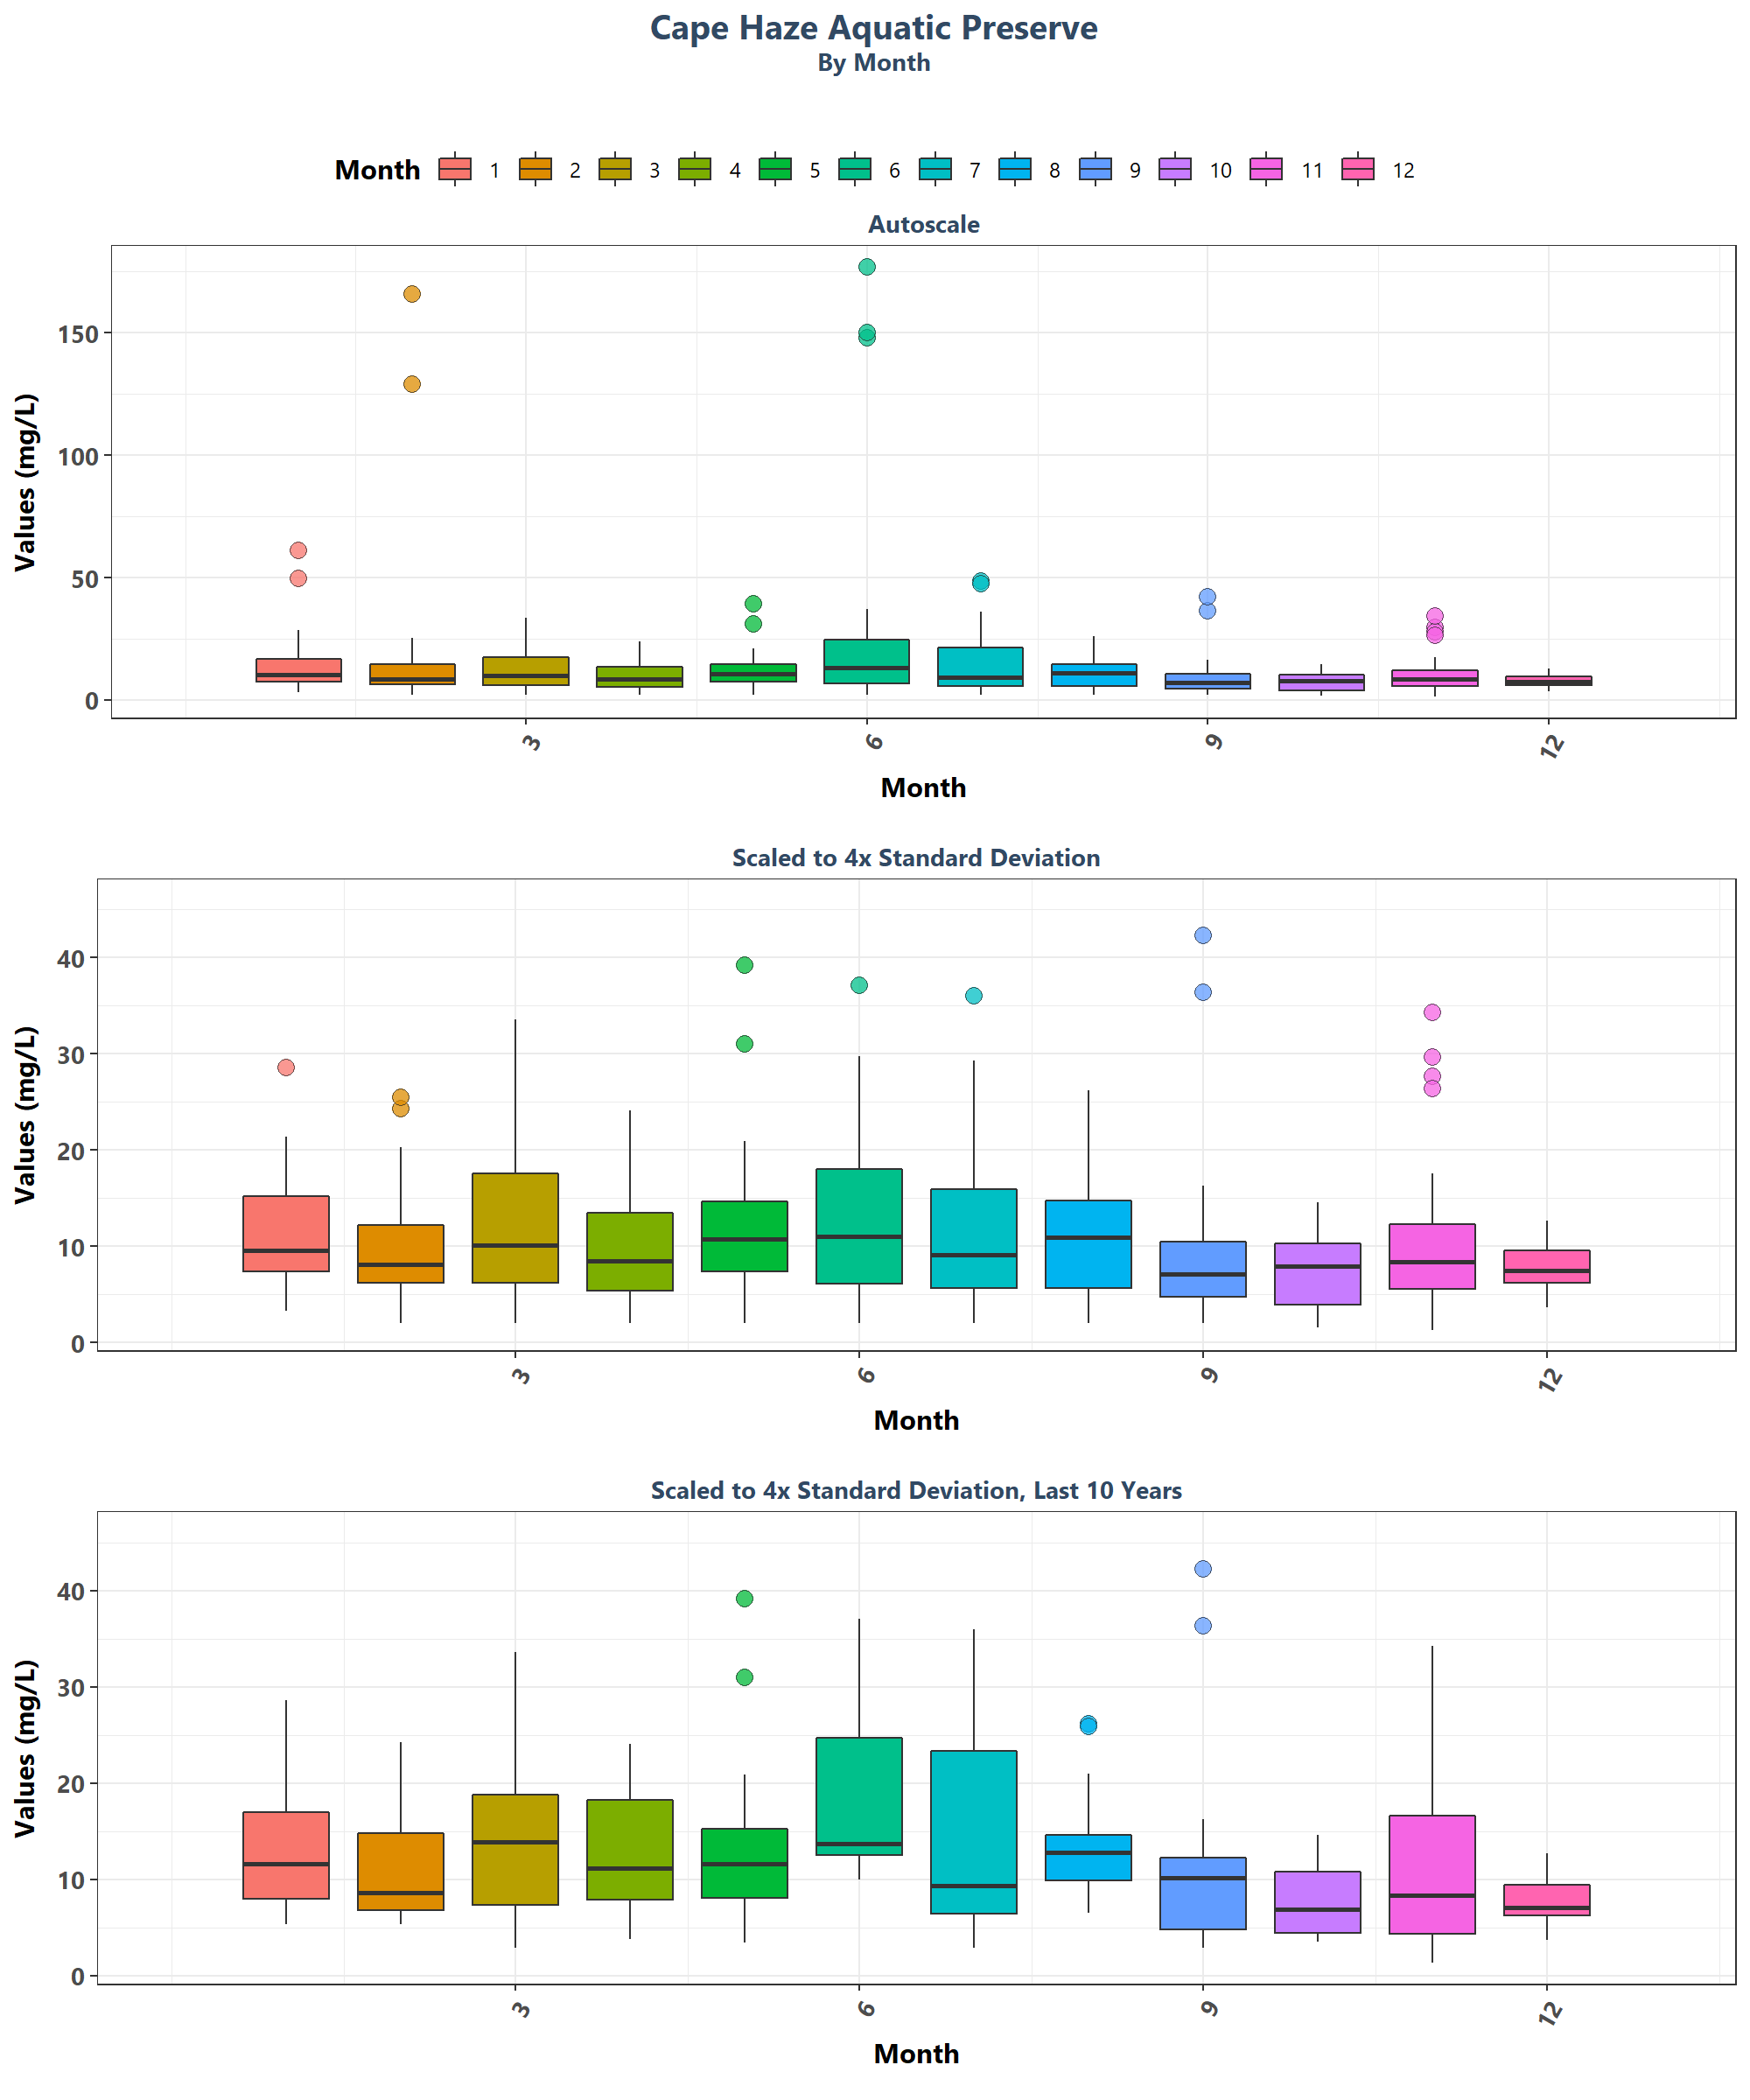 Cape Haze Aquatic Preserve
By Month
Month 1 2 3 4 5 6 7 8 9 10 11 12
Autoscale
Values (mg/L)
150
100
50
0
3 6 9 12
Month
Scaled to 4x Standard Deviation
Values (mg/L)
40
30
20
10
0
3 6 9 12
Month
Scaled to 4x Standard Deviation, Last 10 Years
Values (mg/L)
40
30
20
10
0
3 6 9 12
Month